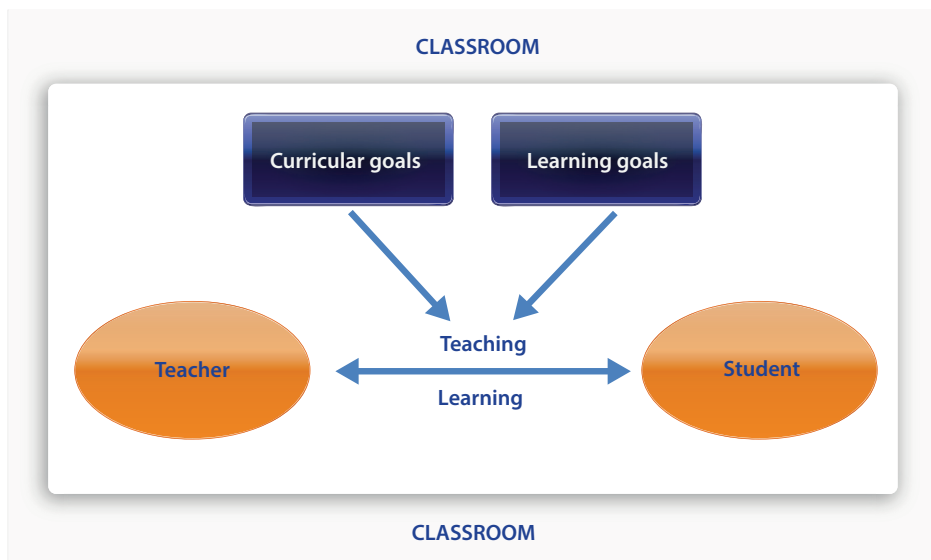 CLASSROOM
Curricular goals
Learning goals
Teaching
Teacher
Student
Learning
CLASSROOM